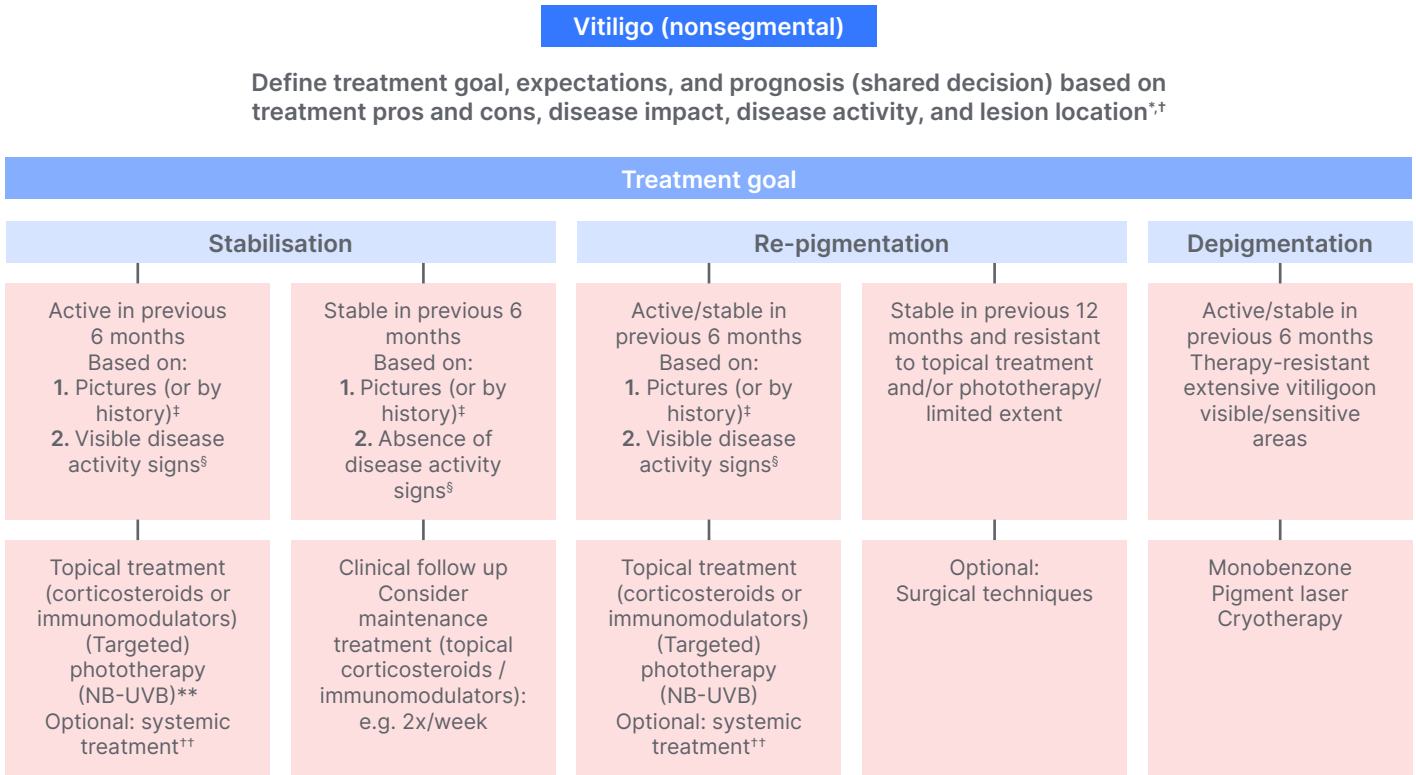 Vitiligo (nonsegmental)
Define treatment goal, expectations, and prognosis (shared decision) based on
treatment pros and cons, disease impact, disease activity, and lesion location*,†
Treatment goal
Stabilisation
Re-pigmentation
Depigmentation
Active in previous
6 months
Based on:
1. Pictures (or by
history)‡
2. Visible disease
activity signs§
Stable in previous 6
months
Based on:
1. Pictures (or by
history)‡
2. Absence of
disease activity
signs§
Active/stable in
previous 6 months
Based on:
1. Pictures (or by
history)‡
2. Visible disease
activity signs§
Stable in previous 12
months and resistant
to topical treatment
and/or phototherapy/
limited extent
Active/stable in
previous 6 months
Therapy-resistant
extensive vitiligoon
visible/sensitive
areas
Topical treatment
(corticosteroids or
immunomodulators)
(Targeted)
phototherapy
(NB-UVB)**
Optional: systemic
treatment††
Clinical follow up
Consider
maintenance
treatment (topical
corticosteroids /
immunomodulators):
e.g. 2x/week
Topical treatment
(corticosteroids or
immunomodulators)
(Targeted)
phototherapy
(NB-UVB)
Optional: systemic
treatment††
Optional:
Surgical techniques
Monobenzone
Pigment laser
Cryotherapy